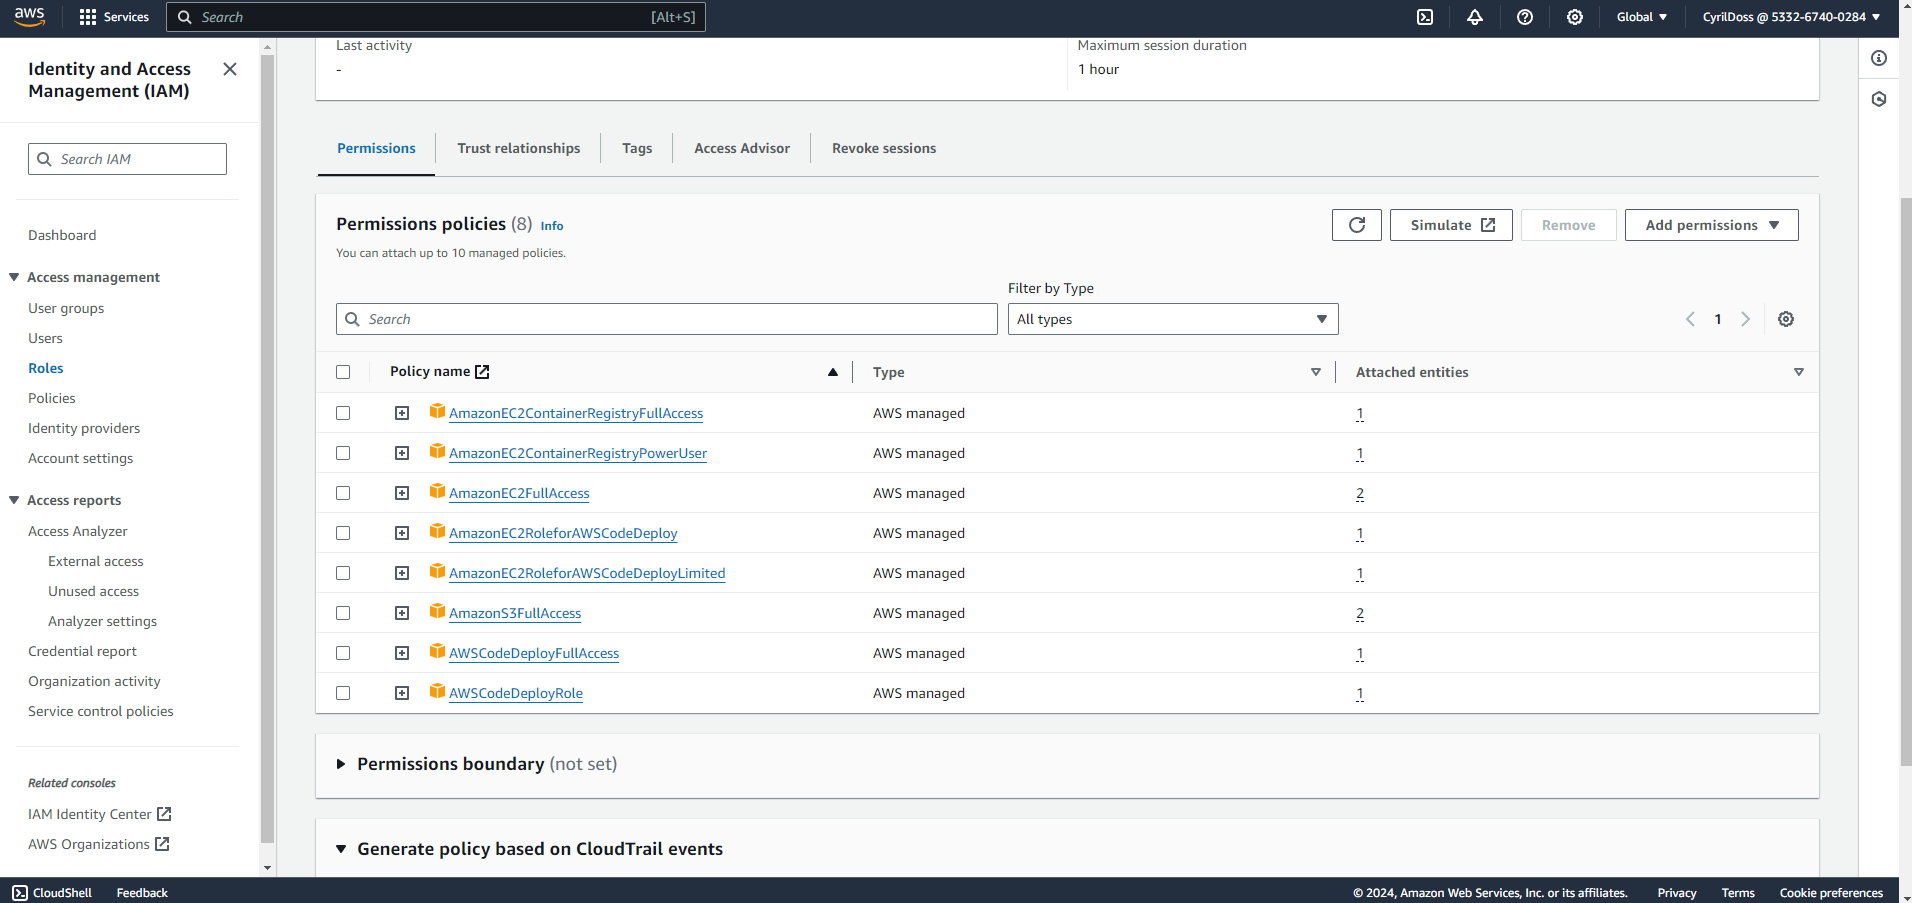 aws
Services
Search
[Alt+S]
Global
CyrilDoss @ 5332-6740-0284
Identity and Access
Management (IAM)
Search IAM
Dashboard
Access management
User groups
Users
Roles
Policies
Identity providers
Account settings
Access reports
Access Analyzer
External access
Unused access
Analyzer settings
Credential report
Organization activity
Service control policies
Related consoles
IAM Identity Center
AWS Organizations
Last activity
-
Maximum session duration
1 hour
Permissions
Trust relationships
Tags
Access Advisor
Revoke sessions
Permissions policies (8) Info
You can attach up to 10 managed policies.
Simulate
Remove
Add permissions
Filter by Type
Search
All types
1
Policy name
Type
Attached entities
AmazonEC2ContainerRegistryFullAccess AWS managed 1
AmazonEC2ContainerRegistryPowerUser AWS managed 1
AmazonEC2FullAccess AWS managed 2
AmazonEC2RoleforAWSCodeDeploy AWS managed 1
AmazonEC2RoleforAWSCodeDeployLimited AWS managed 1
AmazonS3FullAccess AWS managed 2
AWSCodeDeployFullAccess AWS managed 1
AWSCodeDeployRole AWS managed 1
Permissions boundary (not set)
Generate policy based on CloudTrail events
CloudShell
Feedback
© 2024, Amazon Web Services, Inc. or its affiliates.
Privacy
Terms
Cookie preferences